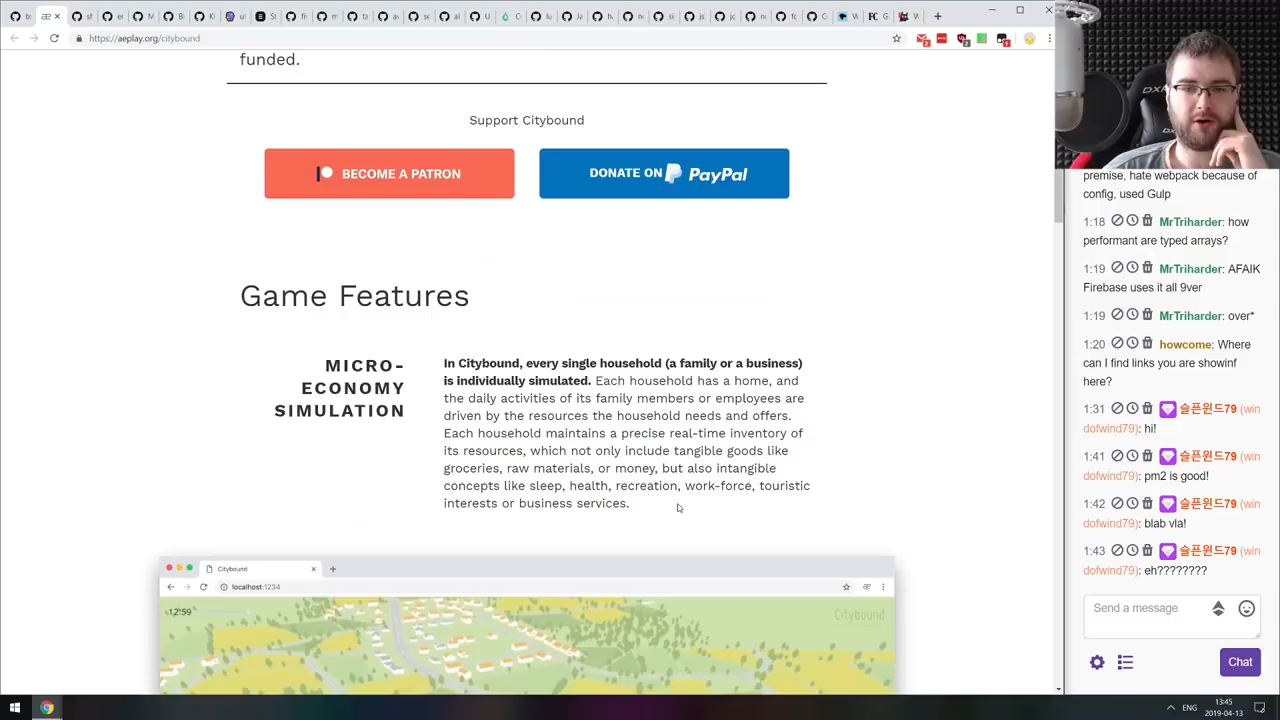 https://aeplay.org/citybound
funded.
Support Citybound
BECOME A PATRON
DONATE ON PayPal
Game Features
MICRO-
ECONOMY
SIMULATION
In Citybound, every single household (a family or a business)
is individually simulated. Each household has a home, and
the daily activities of its family members or employees are
driven by the resources the household needs and offers.
Each household maintains a precise real-time inventory of
its resources, which not only include tangible goods like
groceries, raw materials, or money, but also intangible
concepts like sleep, health, recreation, work-force, touristic
interests or business services.
Citybound
localhost:1234
12:59
Citybound
DXR
premise, hate webpack because of
config, used Gulp
1:18 MrTriharder: how
performant are typed arrays?
1:19 MrTriharder: AFAIK
Firebase uses it all 9ver
1:19 MrTriharder: over*
1:20 howcome: Where
can I find links you are showinf
here?
1:31 슬픈윈드79 (win
dofwind79): hi!
1:41 슬픈윈드79 (win
dofwind79): pm2 is good!
1:42 슬픈윈드79 (win
dofwind79): blab vla!
1:43 슬픈윈드79 (win
dofwind79): eh????????
Send a message
Chat
ENG
13:45
2019-04-13